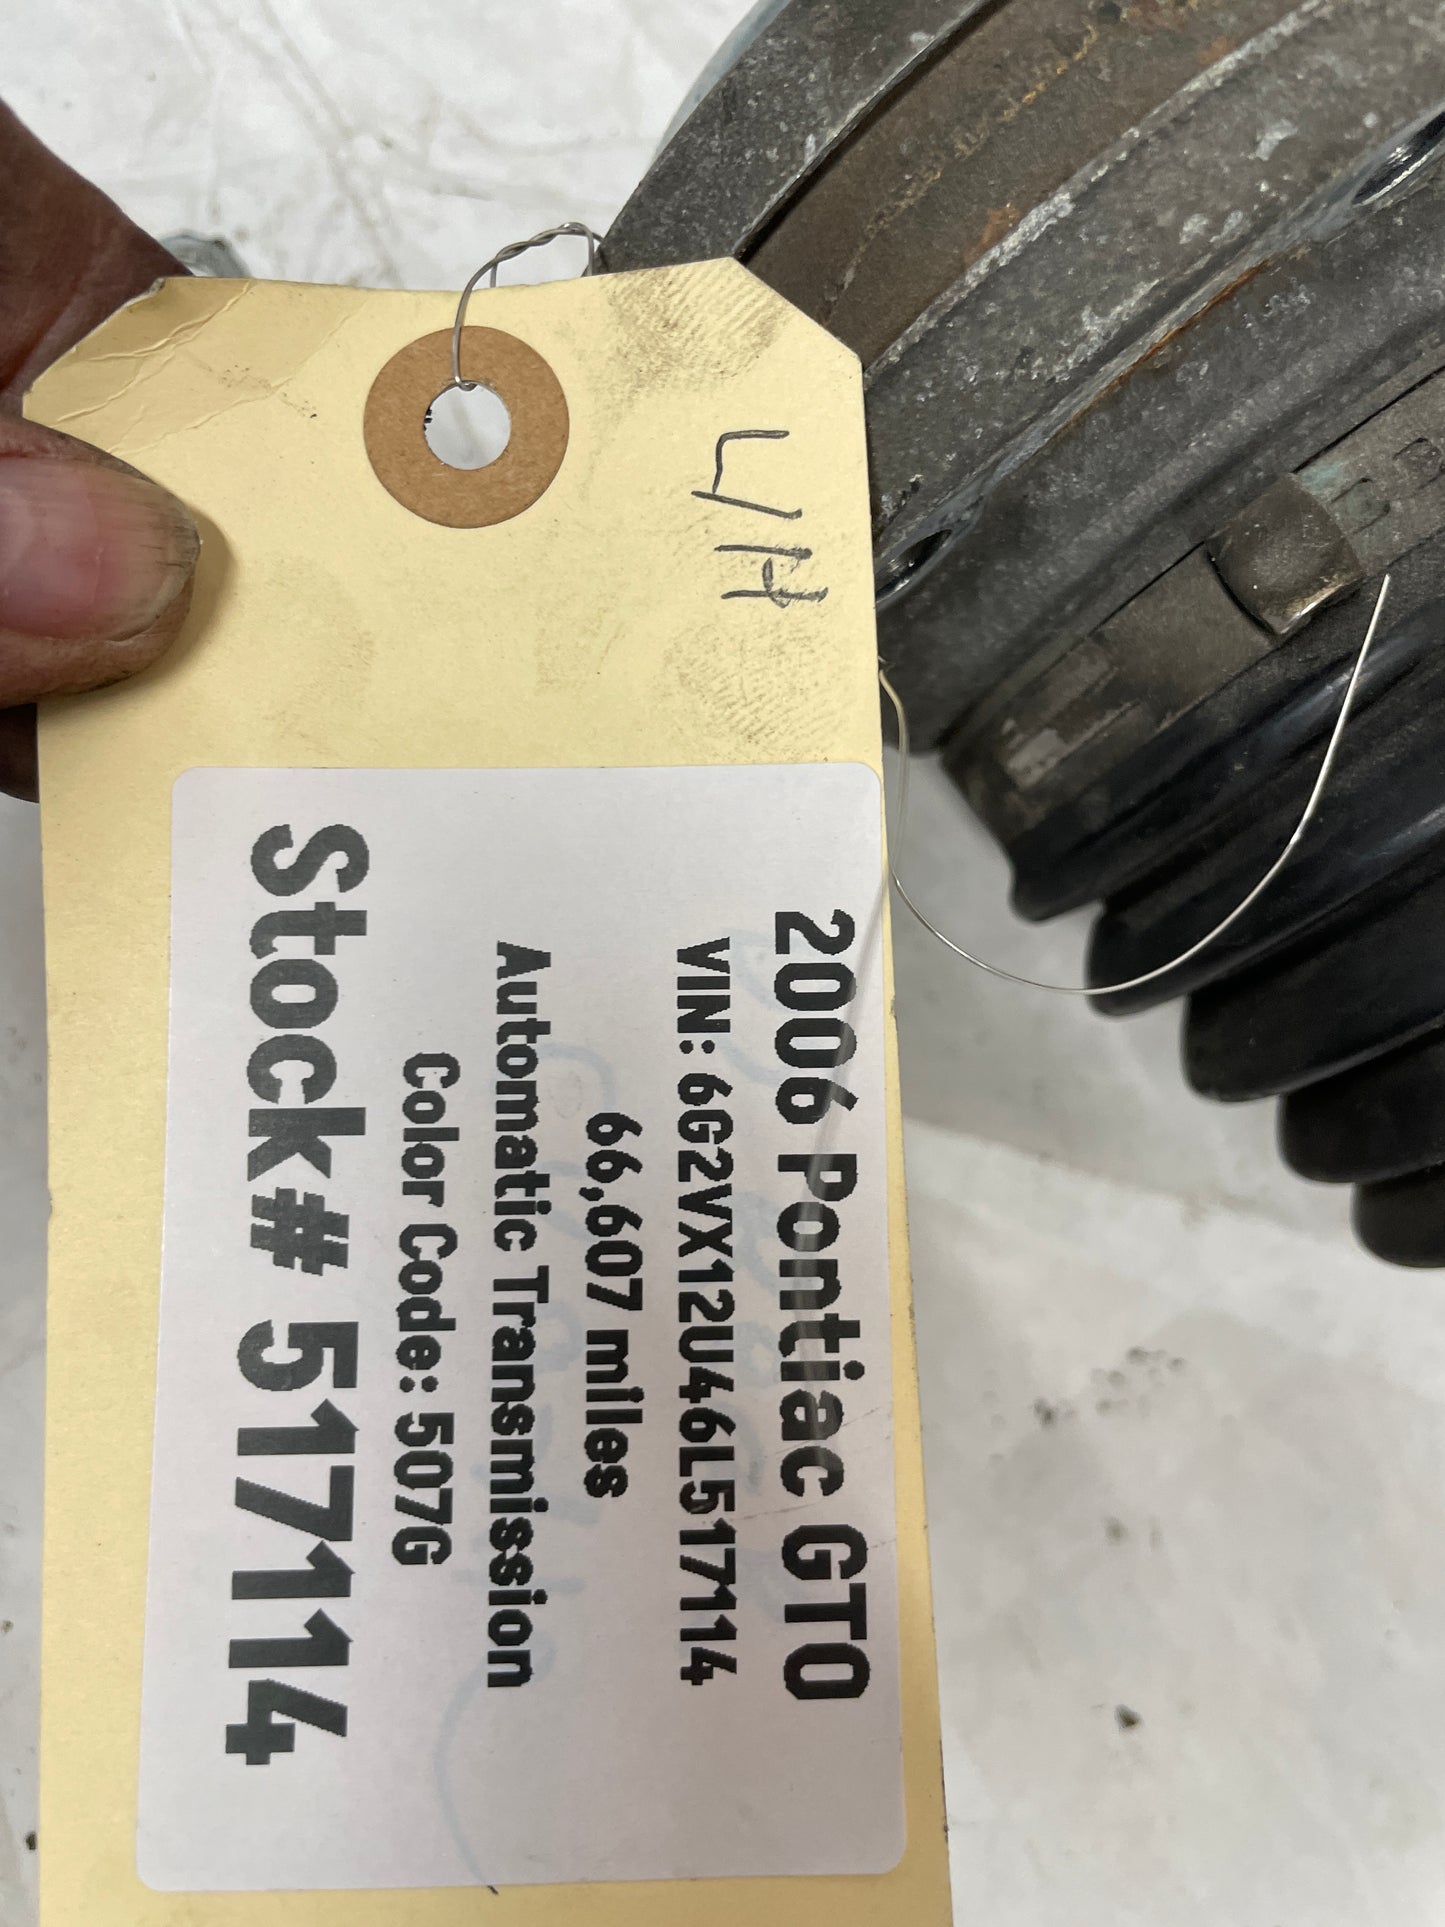 L/H
2006 Pontiac GTO
VIN: 6G2VX12U46L517114
66,607 miles
Automatic Transmission
Color Code: 507G
Stock# 517114